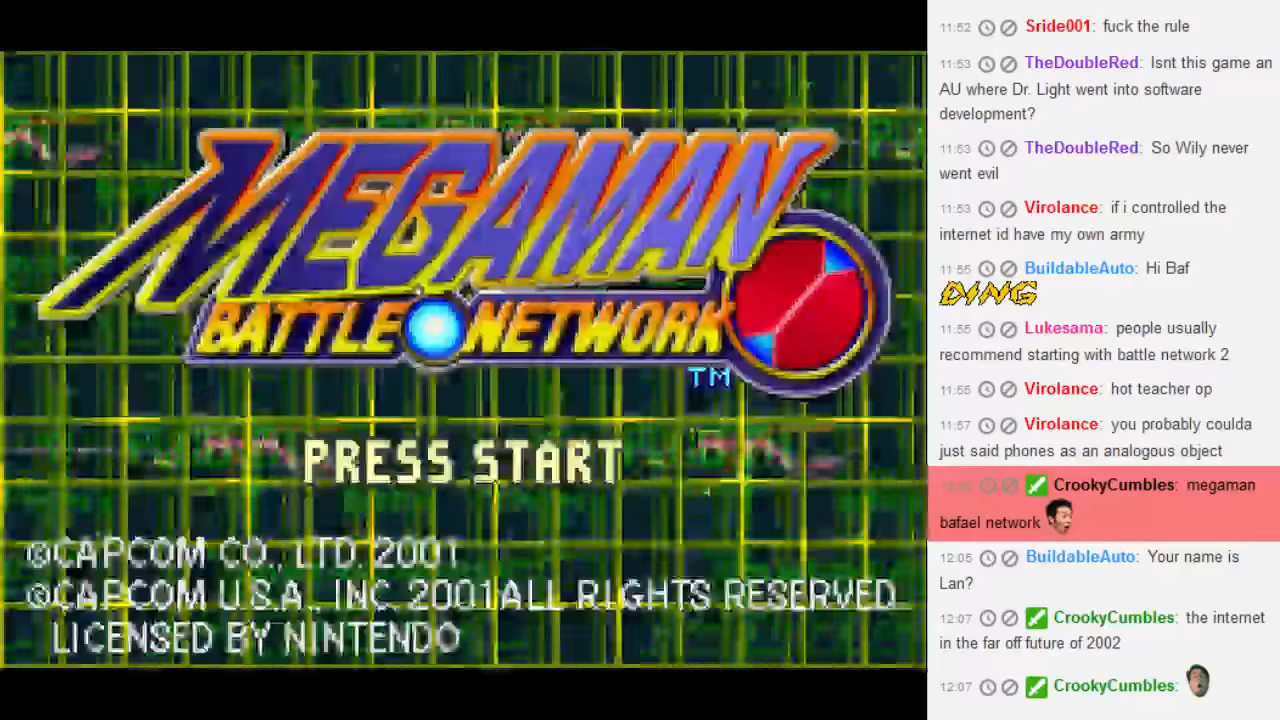 MEGAMAN
BATTLE NETWORK
TM
PRESS START
©CAPCOM CO., LTD. 2001
©CAPCOM U.S.A., INC. 2001 ALL RIGHTS RESERVED
LICENSED BY NINTENDO
11:52 Sride001: fuck the rule
11:53 TheDoubleRed: Isnt this game an
AU where Dr. Light went into software
development?
11:53 TheDoubleRed: So Wily never
went evil
11:53 Virolance: if i controlled the
internet id have my own army
11:55 BuildableAuto: Hi Baf
DING
11:55 Lukesama: people usually
recommend starting with battle network 2
11:55 Virolance: hot teacher op
11:57 Virolance: you probably coulda
just said phones as an analogous object
CrookyCumbles: megaman
bafael network
12:05 BuildableAuto: Your name is
Lan?
12:07 CrookyCumbles: the internet
in the far off future of 2002
12:07 CrookyCumbles: